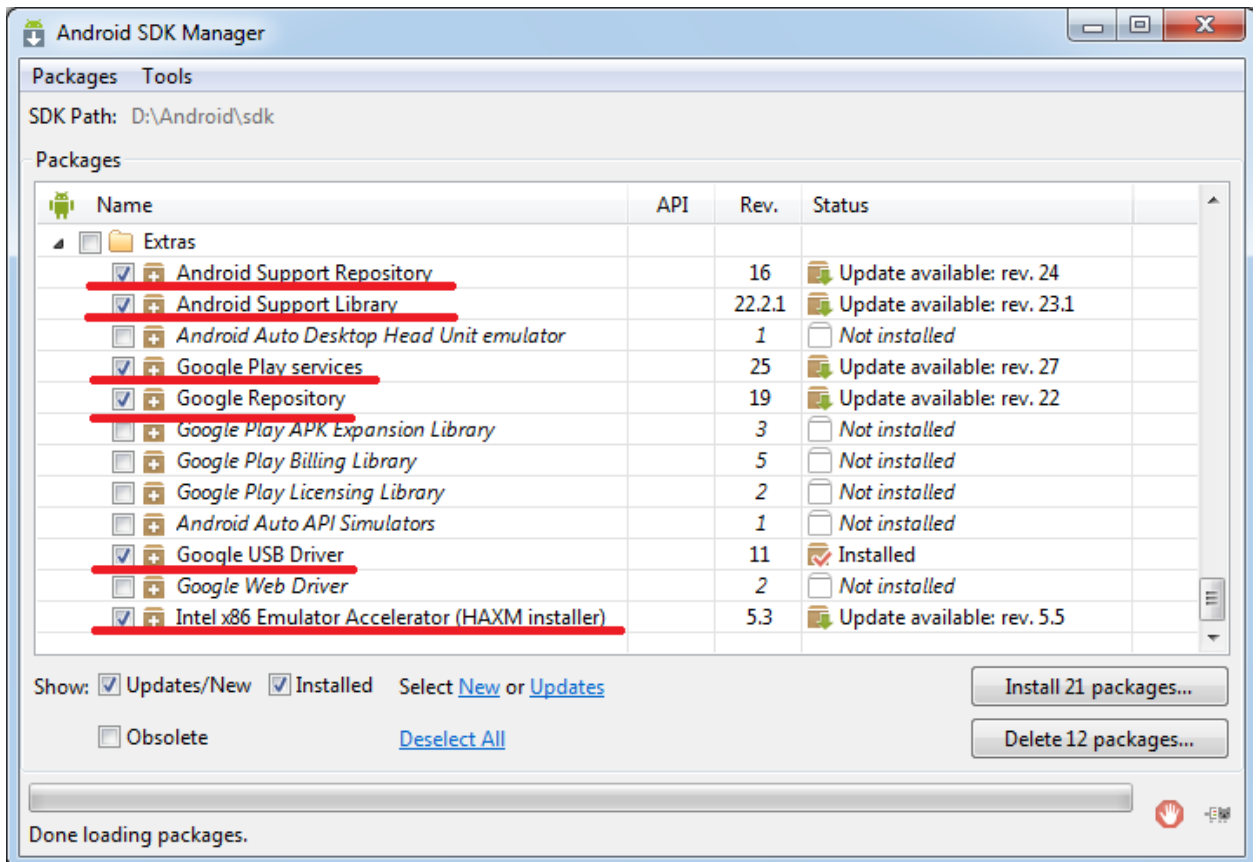 Android SDK Manager
Packages Tools
SDK Path: D:\Android\sdk
Packages
Name API Rev. Status
Extras
Android Support Repository 16 Update available: rev. 24
Android Support Library 22.2.1 Update available: rev. 23.1
Android Auto Desktop Head Unit emulator 1 Not installed
Google Play services 25 Update available: rev. 27
Google Repository 19 Update available: rev. 22
Google Play APK Expansion Library 3 Not installed
Google Play Billing Library 5 Not installed
Google Play Licensing Library 2 Not installed
Android Auto API Simulators 1 Not installed
Google USB Driver 11 Installed
Google Web Driver 2 Not installed
Intel x86 Emulator Accelerator (HAXM installer) 5.3 Update available: rev. 5.5
Show: Updates/New Installed Select New or Updates Install 21 packages...
Obsolete Deselect All Delete 12 packages...
Done loading packages.